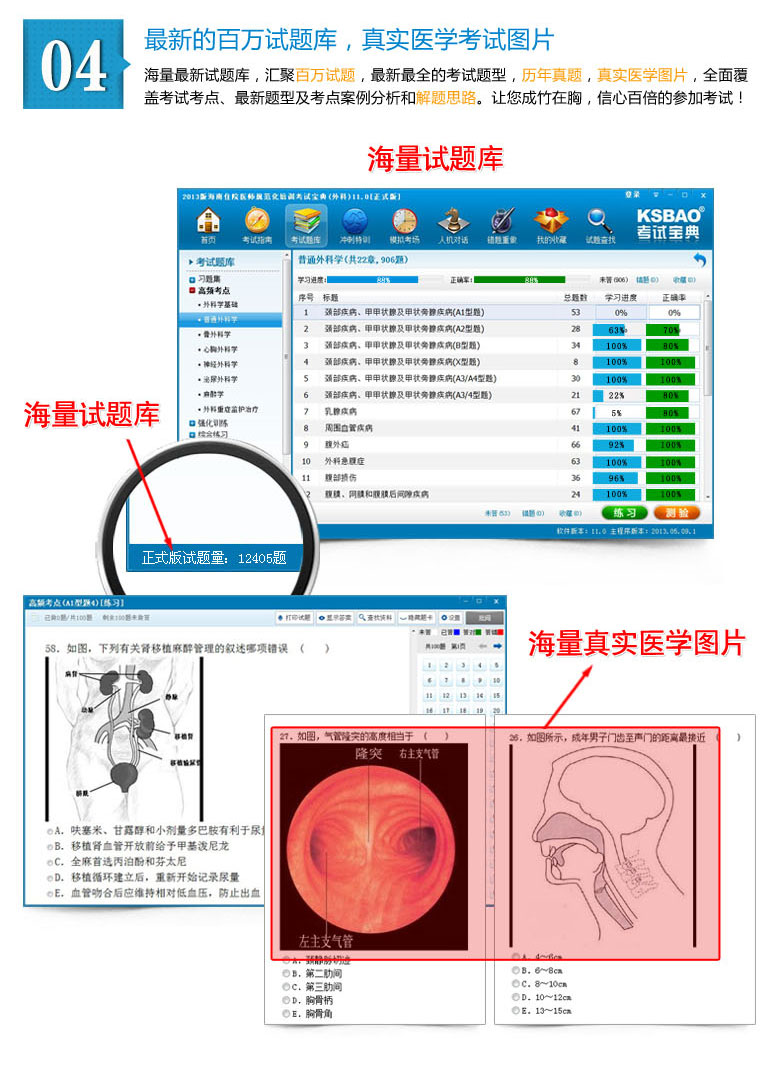 04
最新的百万试题库，真实医学考试图片
海量最新试题库，汇聚百万试题，最新最全的考试题型，历年真题，真实医学图片，全面覆
盖考试考点、最新题型及考点案例分析和解题思路。让您成竹在胸，信心百倍的参加考试！
海量试题库
2013版海南住院医师规范化培训考试宝典(外科)11.0[正式版]
登录
首页 考试指南 考试题库 冲刺特训 模拟考场 人机对话 错题重做 我的收藏 试题查找
KSBAO®
考试宝典
考试题库
习题集
高频考点
外科学基础
普通外科学
骨外科学
心胸外科学
神经外科学
泌尿外科学
麻醉学
外科重症监护治疗
强化训练
综合练习
普通外科学(共22章,906题)
学习进度: 88% 正确率: 88% 未答(906) 错题(0) 收藏(0)
序号 标题 总题数 学习进度 正确率
1 颈部疾病、甲甲状腺及甲状旁腺疾病(A1型题) 53 0% 0%
2 颈部疾病、甲甲状腺及甲状旁腺疾病(A2型题) 28 63% 70%
3 颈部疾病、甲甲状腺及甲状旁腺疾病(B型题) 34 100% 80%
4 颈部疾病、甲甲状腺及甲状旁腺疾病(X型题) 8 100% 100%
5 颈部疾病、甲甲状腺及甲状旁腺疾病(A3/A4型题) 30 100% 100%
6 颈部疾病、甲甲状腺及甲状旁腺疾病(A3/4型题) 21 22% 80%
7 乳腺疾病 67 5% 80%
8 周围血管疾病 41 100% 100%
9 腹外疝 66 92% 100%
10 外科急腹症 63 100% 100%
11 腹部损伤 36 96% 100%
2 腹膜、网膜和腹膜后间隙疾病 24 100% 100%
未答(53) 错题(0) 收藏(0) 练习 测验
软件版本：11.0 主程序版本：2013.05.09.1
海量试题库
正式版试题量：12405题
高频考点(A1型题4)[练习]
已做0题/共100题 剩余100题未做答
打印试题 显示答案 查找资料 隐藏题卡 设置 交卷
未答 已答 答对 答错
共100题 第1页
1 2 3 4 5
6 7 8 9 10
11 12 13 14 15
16 17 18 19 20
58. 如图，下列有关肾移植麻醉管理的叙述哪项错误 （ ）
病肾
静脉
动脉
移植肾
移植输尿管
膀胱
A. 呋塞米、甘露醇和小剂量多巴胺有利于尿
B. 移植肾血管开放前给予甲基泼尼龙
C. 全麻首选丙泊酚和芬太尼
D. 移植循环建立后，重新开始记录尿量
E. 血管吻合后应维持相对低血压，防止出血
海量真实医学图片
27. 如图，气管隆突的高度相当于 （ ）
隆突
右主支气管
左主支气管
A. 颈静脉切迹
B. 第二肋间
C. 第三肋间
D. 胸骨柄
E. 胸骨角
26. 如图所示，成年男子门齿至声门的距离最接近 （ ）
A. 4～6cm
B. 6～8cm
C. 8～10cm
D. 10～12cm
E. 13～15cm